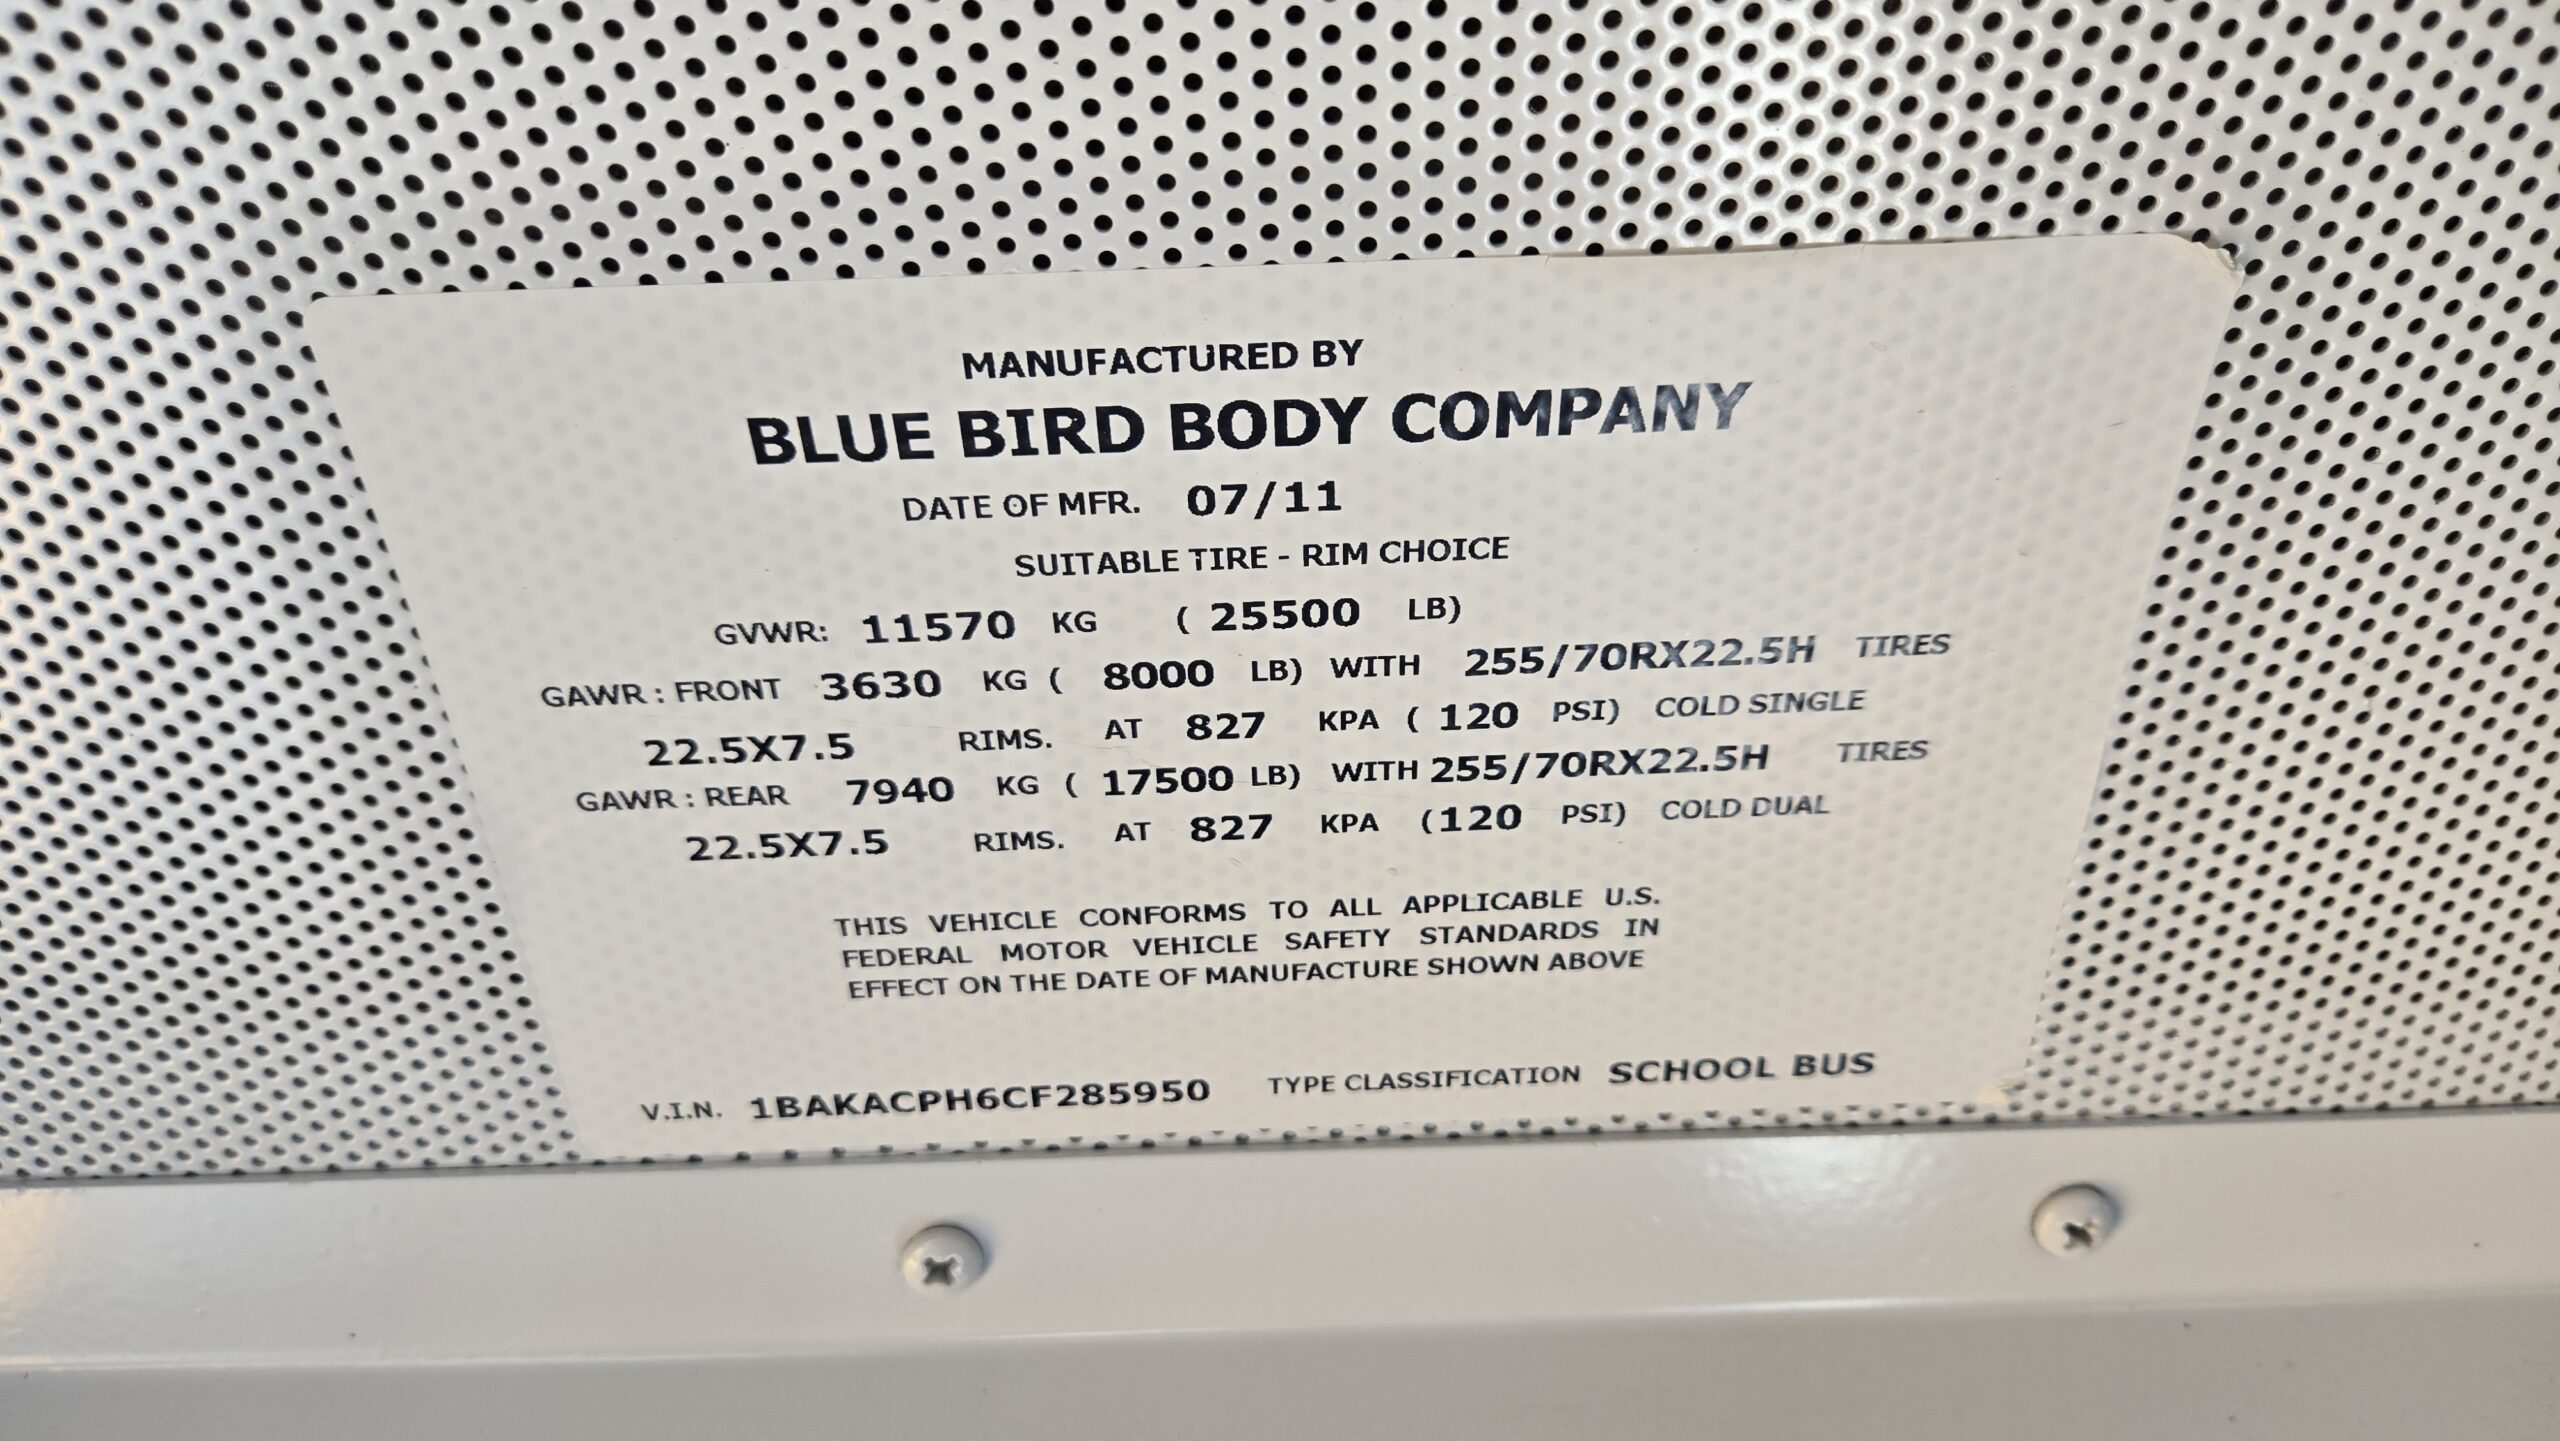 MANUFACTURED BY
BLUE BIRD BODY COMPANY
DATE OF MFR. 07/11
SUITABLE TIRE - RIM CHOICE
GVWR: 11570 KG ( 25500 LB)
GAWR : FRONT 3630 KG ( 8000 LB) WITH 255/70RX22.5H TIRES
22.5X7.5 RIMS. AT 827 KPA ( 120 PSI) COLD SINGLE
GAWR : REAR 7940 KG ( 17500 LB) WITH 255/70RX22.5H TIRES
22.5X7.5 RIMS. AT 827 KPA (120 PSI) COLD DUAL
THIS VEHICLE CONFORMS TO ALL APPLICABLE U.S.
FEDERAL MOTOR VEHICLE SAFETY STANDARDS IN
EFFECT ON THE DATE OF MANUFACTURE SHOWN ABOVE
V.I.N. 1BAKACPH6CF285950 TYPE CLASSIFICATION SCHOOL BUS